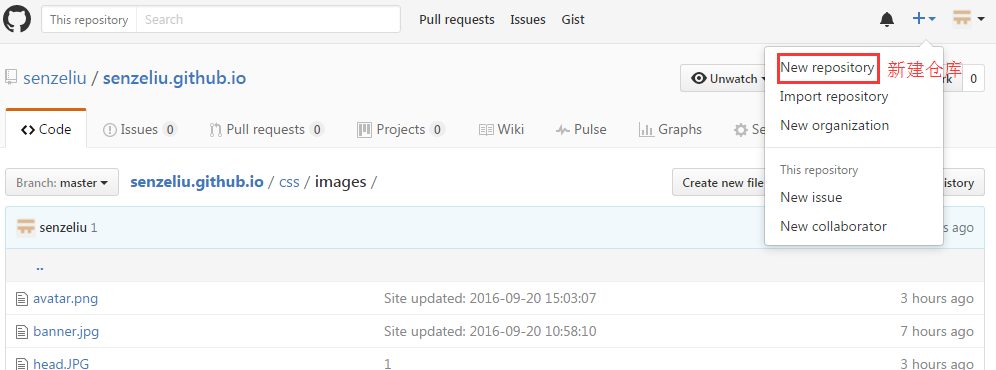 This repository Search Pull requests Issues Gist
senzeliu / senzeliu.github.io Unwatch 0
New repository 新建仓库
Import repository
New organization
Code Issues 0 Pull requests 0 Projects 0 Wiki Pulse Graphs
This repository
New issue
New collaborator
Branch: master senzeliu.github.io / css / images / Create new file
senzeliu 1 ago
..
avatar.png Site updated: 2016-09-20 15:03:07 3 hours ago
banner.jpg Site updated: 2016-09-20 10:58:10 7 hours ago
head.JPG 1 3 hours ago